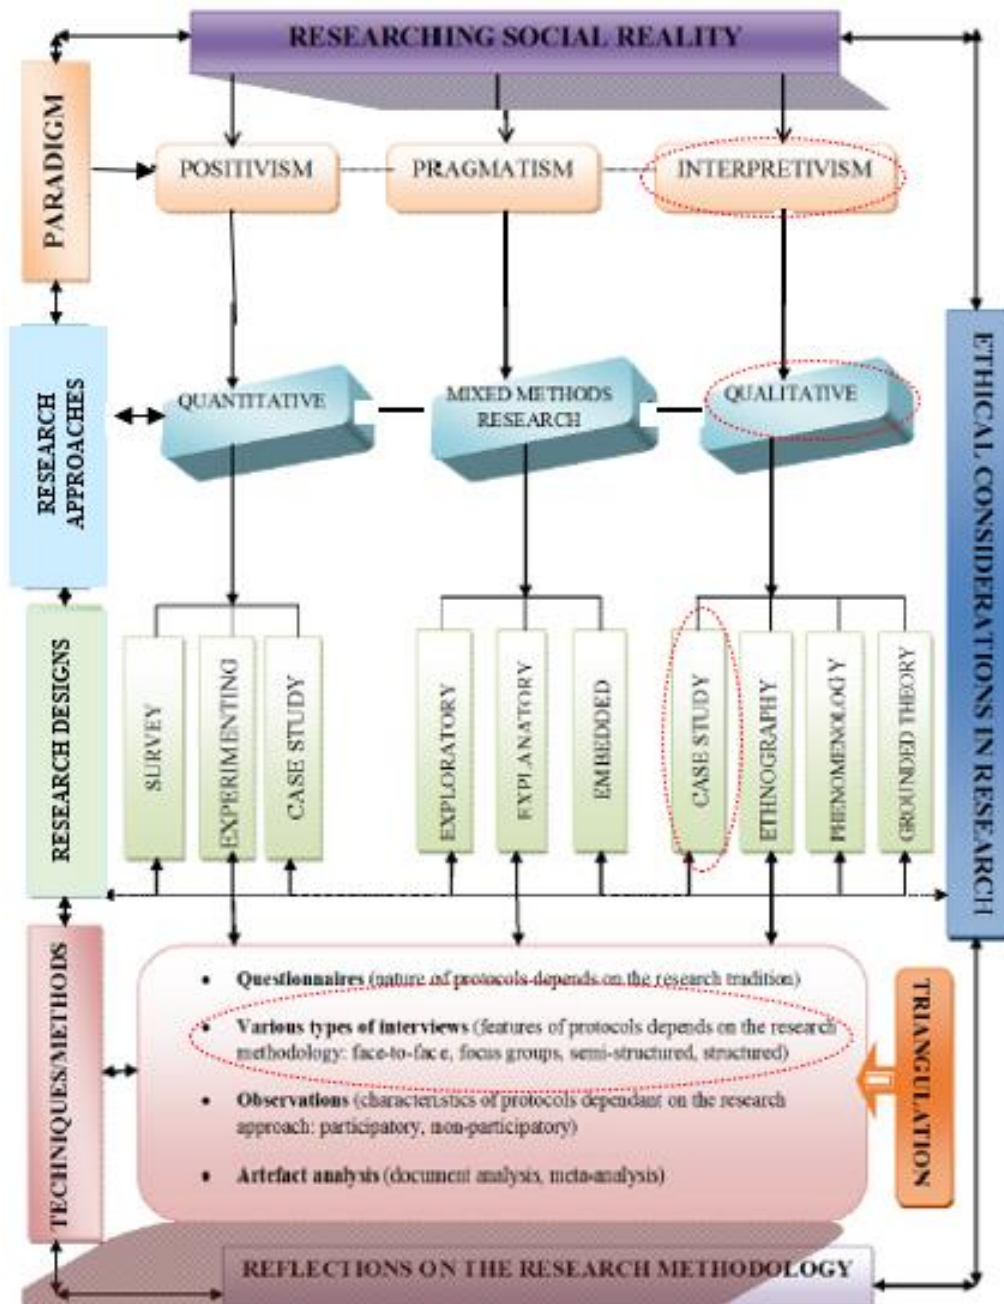 RESEARCHING SOCIAL REALITY
PARADIGM
POSITIVISM
PRAGMATISM
INTERPRETIVISM
RESEARCH
APPROACHES
QUANTITATIVE
MIXED METHODS
RESEARCH
QUALITATIVE
ETHICAL CONSIDERATIONS IN RESEARCH
RESEARCH DESIGNS
SURVEY
EXPERIMENTING
CASE STUDY
EXPLORATORY
EXPLANATORY
EMBEDDED
CASE STUDY
ETHNOGRAPHY
PHENOMENOLOGY
GROUNDED THEORY
TECHNIQUES/METHODS
• Questionnaires (nature of protocols depends on the research tradition)
• Various types of interviews (features of protocols depends on the research
methodology: face-to-face, focus groups, semi-structured, structured)
• Observations (characteristics of protocols dependant on the research
approach: participatory, non-participatory)
• Artefact analysis (document analysis, meta-analysis)
TRIANGULATION
REFLECTIONS ON THE RESEARCH METHODOLOGY